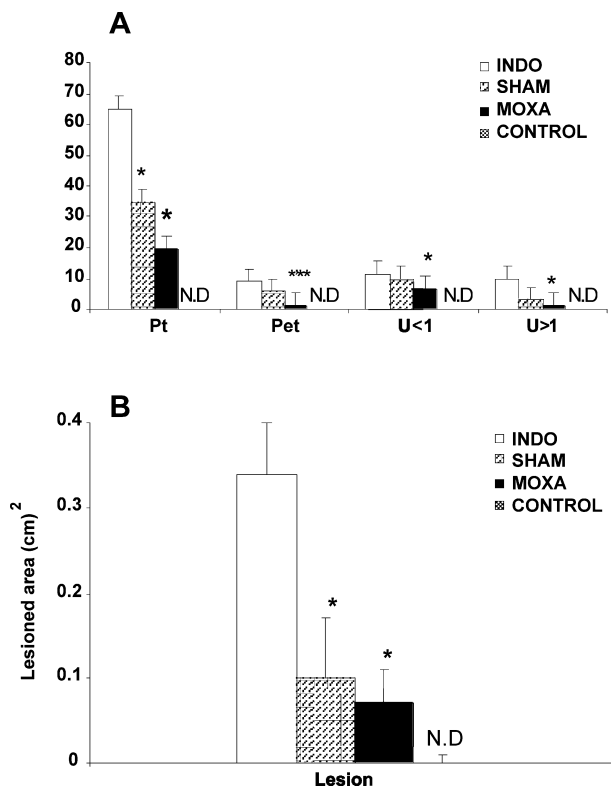 A
80
70
60
50
40
30
20
10
0
INDO
SHAM
MOXA
CONTROL
*
*
N.D
***
N.D
*
N.D
*
N.D
Pt
Pet
U<1
U>1
B
0.4
0.3
0.2
0.1
0
Lesioned area (cm) 2
INDO
SHAM
MOXA
CONTROL
*
*
N.D
Lesion